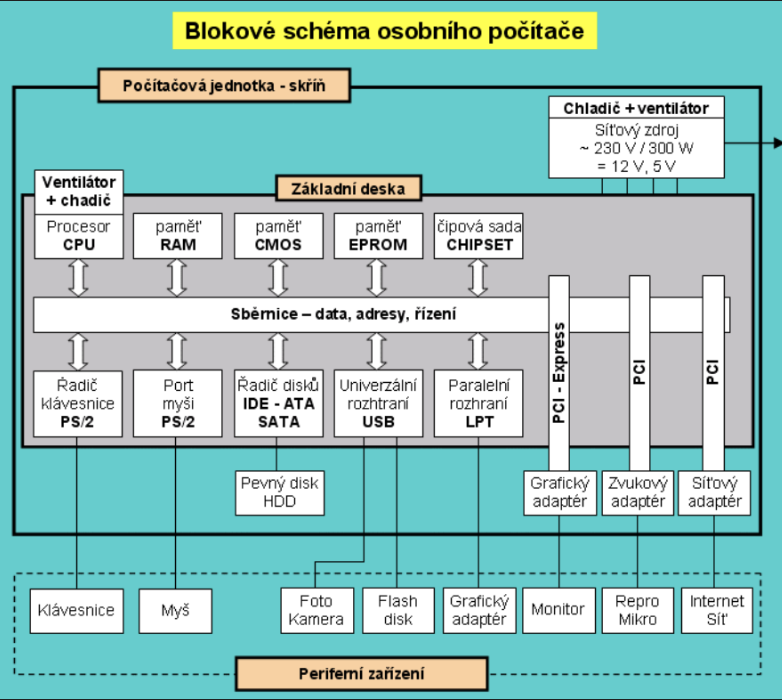 Blokové schéma osobního počítače
Počítačová jednotka - skříň
Chladič + ventilátor
Síťový zdroj
~ 230 V / 300 W
= 12 V, 5 V
Ventilátor
+ chadič
Základní deska
Procesor
CPU
paměť
RAM
paměť
CMOS
paměť
EPROM
čipová sada
CHIPSET
Sběrnice – data, adresy, řízení
PCI - Express
PCI
PCI
Řadič
klávesnice
PS/2
Port
myši
PS/2
Řadič disků
IDE - ATA
SATA
Univerzální
rozhtraní
USB
Paralelní
rozhraní
LPT
Pevný disk
HDD
Grafický
adaptér
Zvukový
adaptér
Síťový
adaptér
Klávesnice
Myš
Foto
Kamera
Flash
disk
Grafický
adaptér
Monitor
Repro
Mikro
Internet
Síť
Periferní zařízení